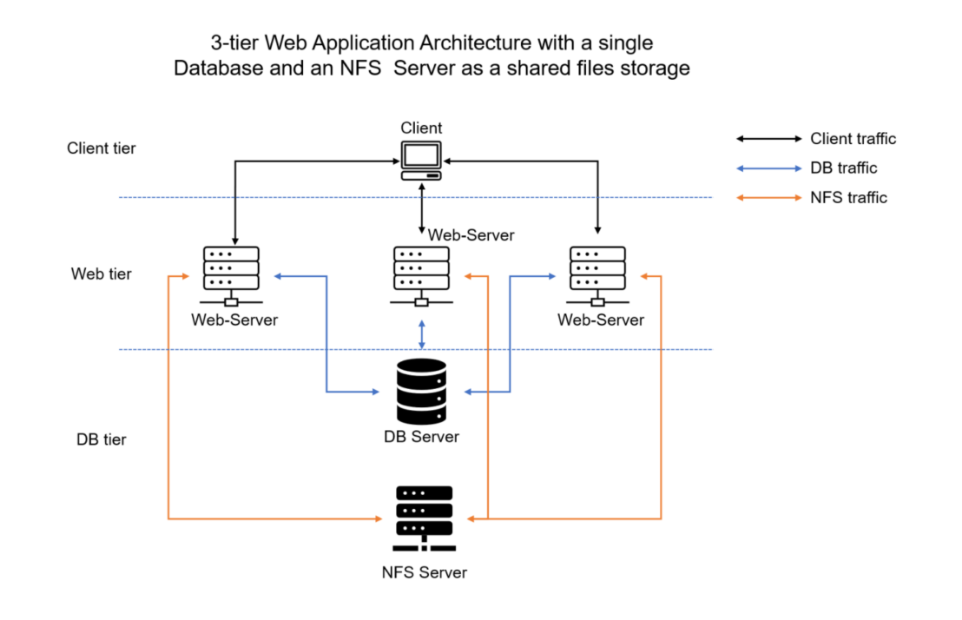 3-tier Web Application Architecture with a single
Database and an NFS Server as a shared files storage
Client
Client tier
Client traffic
DB traffic
NFS traffic
Web-Server
Web tier
Web-Server
Web-Server
DB Server
DB tier
NFS Server